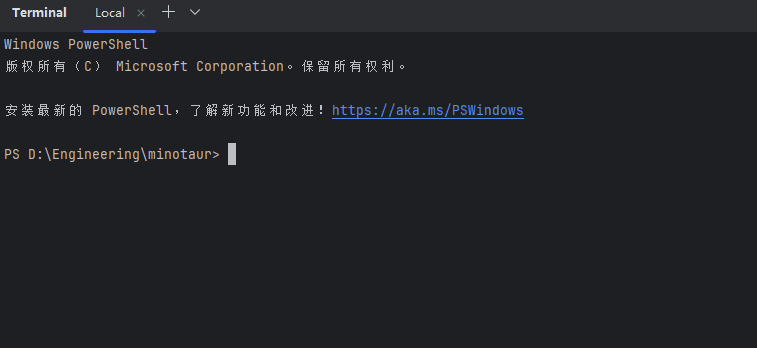 Terminal Local
Windows PowerShell
版权所有（C） Microsoft Corporation。保留所有权利。
安装最新的 PowerShell，了解新功能和改进！https://aka.ms/PSWindows
PS D:\Engineering\minotaur>